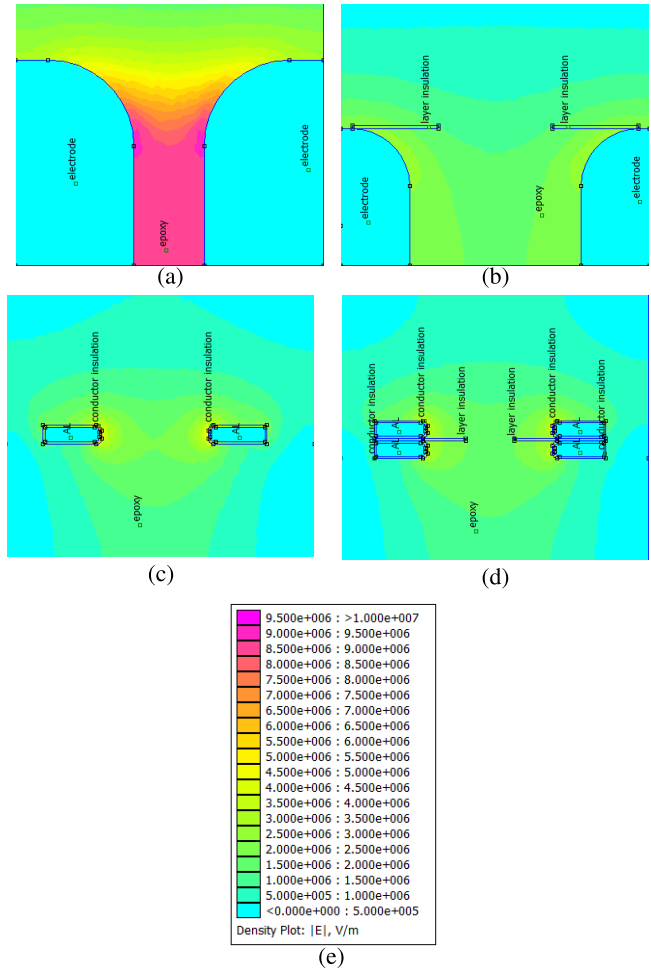 electrode
epoxy
electrode
(a)
electrode
layer insulation
epoxy
layer insulation
electrode
(b)
AL
conductor insulation
epoxy
conductor insulation
AL
(c)
conductor insulation
AL
AL
conductor insulation
layer insulation
epoxy
layer insulation
conductor insulation
AL
AL
conductor insulation
(d)
9.500e+006 : >1.000e+007
9.000e+006 : 9.500e+006
8.500e+006 : 9.000e+006
8.000e+006 : 8.500e+006
7.500e+006 : 8.000e+006
7.000e+006 : 7.500e+006
6.500e+006 : 7.000e+006
6.000e+006 : 6.500e+006
5.500e+006 : 6.000e+006
5.000e+006 : 5.500e+006
4.500e+006 : 5.000e+006
4.000e+006 : 4.500e+006
3.500e+006 : 4.000e+006
3.000e+006 : 3.500e+006
2.500e+006 : 3.000e+006
2.000e+006 : 2.500e+006
1.500e+006 : 2.000e+006
1.000e+006 : 1.500e+006
5.000e+005 : 1.000e+006
<0.000e+000 : 5.000e+005
Density Plot: |E|, V/m
(e)